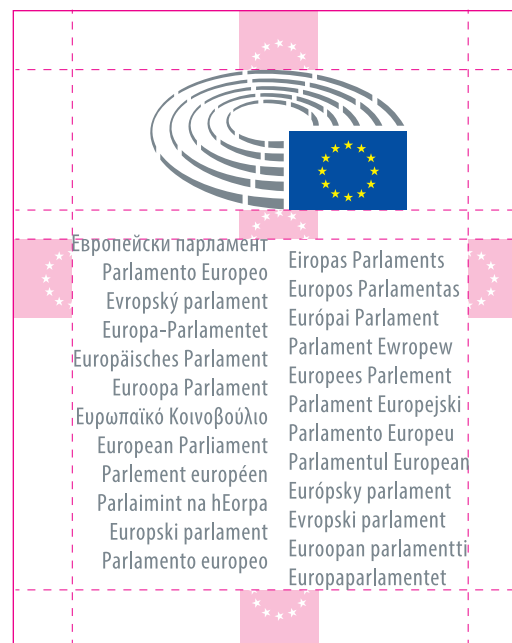 Европейски парламент
Parlamento Europeo
Evropský parlament
Europa-Parlamentet
Europäisches Parlament
Euroopa Parlament
Ευρωπαϊκό Κοινοβούλιο
European Parliament
Parlement européen
Parlaimint na hEorpa
Europski parlament
Parlamento europeo
Eiropas Parlaments
Europos Parlamentas
Európai Parlament
Parlament Ewropew
Europees Parlement
Parlament Europejski
Parlamento Europeu
Parlamentul European
Európsky parlament
Evropski parlament
Euroopan parlamentti
Europaparlamentet